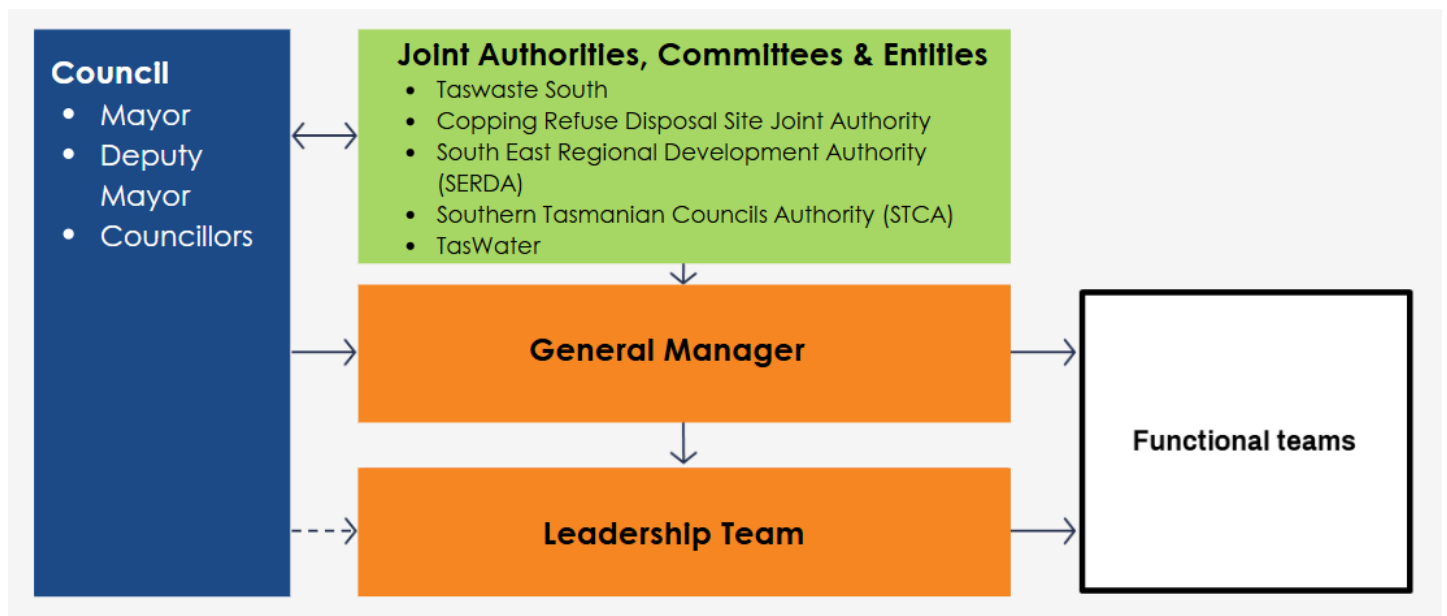 Council
• Mayor
• Deputy
Mayor
• Councillors
Joint Authorities, Committees & Entities
• Taswaste South
• Copping Refuse Disposal Site Joint Authority
• South East Regional Development Authority
(SERDA)
• Southern Tasmanian Councils Authority (STCA)
• TasWater
General Manager
Leadership Team
Functional teams